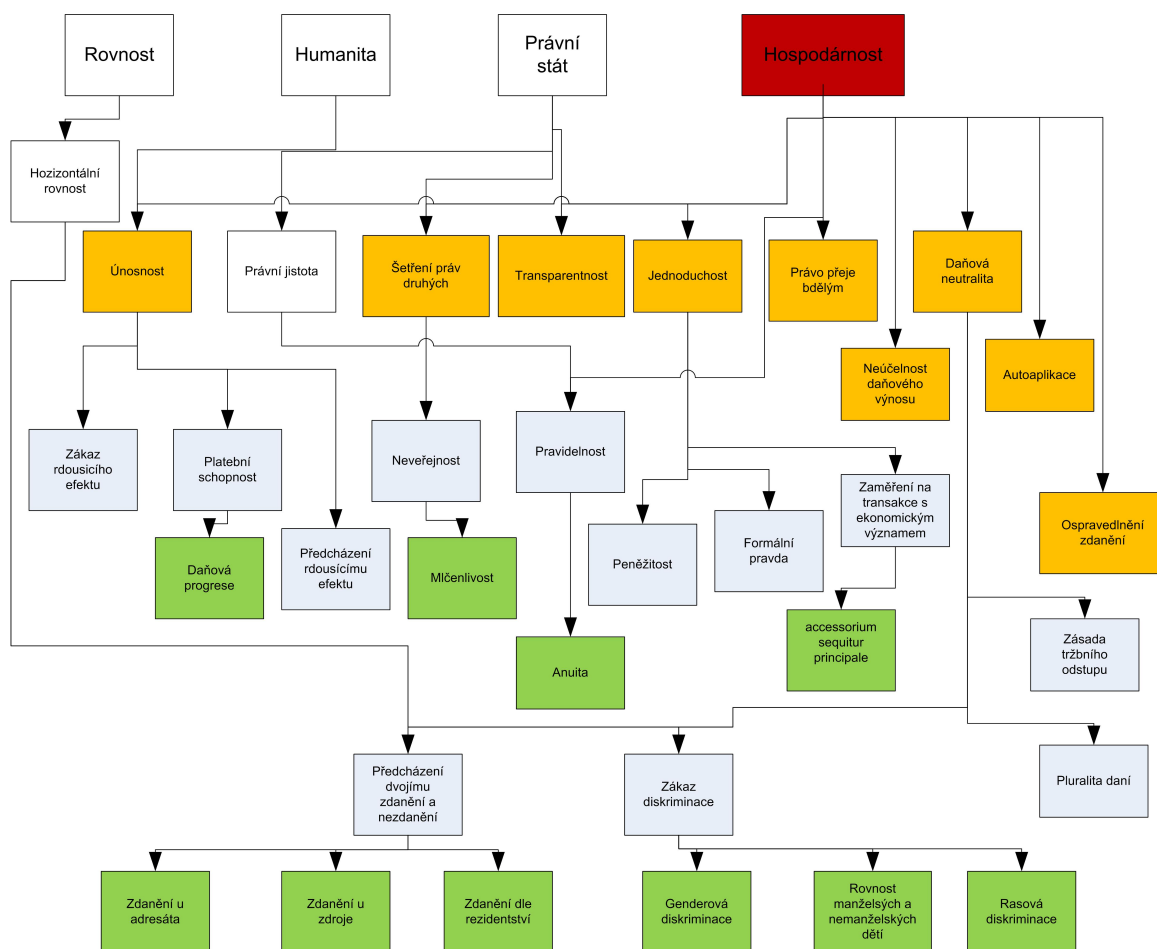 Rovnost
Humanita
Právní
stát
Hospodárnost
Hozizontální
rovnost
Únosnost
Právní jistota
Šetření práv
druhých
Transparentnost
Jednoduchost
Právo přeje
bdělým
Daňová
neutralita
Neúčelnost
daňového
výnosu
Autoaplikace
Zákaz
rdousicího
efektu
Platební
schopnost
Neveřejnost
Pravidelnost
Zaměření na
transakce s
ekonomickým
významem
Ospravedlnění
zdanění
Daňová
progrese
Předcházení
rdousícímu
efektu
Mlčenlivost
Peněžitost
Formální
pravda
accessorium
sequitur
principale
Zásada
tržbního
odstupu
Anuita
Předcházení
dvojímu
zdanění a
nezdanění
Zákaz
diskriminace
Pluralita daní
Zdanění u
adresáta
Zdanění u
zdroje
Zdanění dle
rezidentství
Genderová
diskriminace
Rovnost
manželsých a
nemanželských
dětí
Rasová
diskriminace